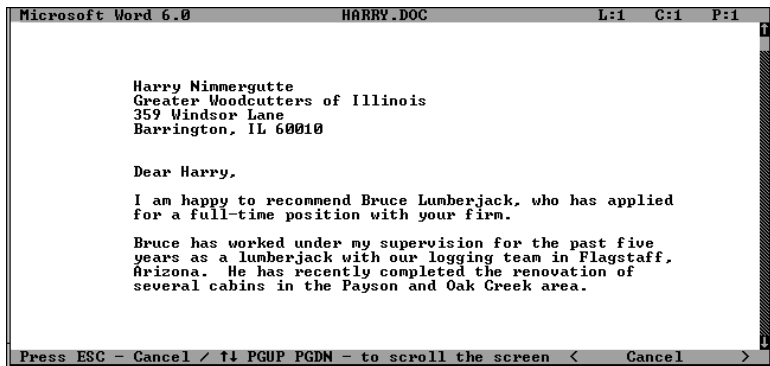 Microsoft Word 6.0 HARRY.DOC L:1 C:1 P:1
Harry Nimmergutte
Greater Woodcutters of Illinois
359 Windsor Lane
Barrington, IL 60010
Dear Harry,
I am happy to recommend Bruce Lumberjack, who has applied
for a full-time position with your firm.
Bruce has worked under my supervision for the past five
years as a lumberjack with our logging team in Flagstaff,
Arizona. He has recently completed the renovation of
several cabins in the Payson and Oak Creek area.
Press ESC - Cancel / ↑↓ PGUP PGDN - to scroll the screen < Cancel >